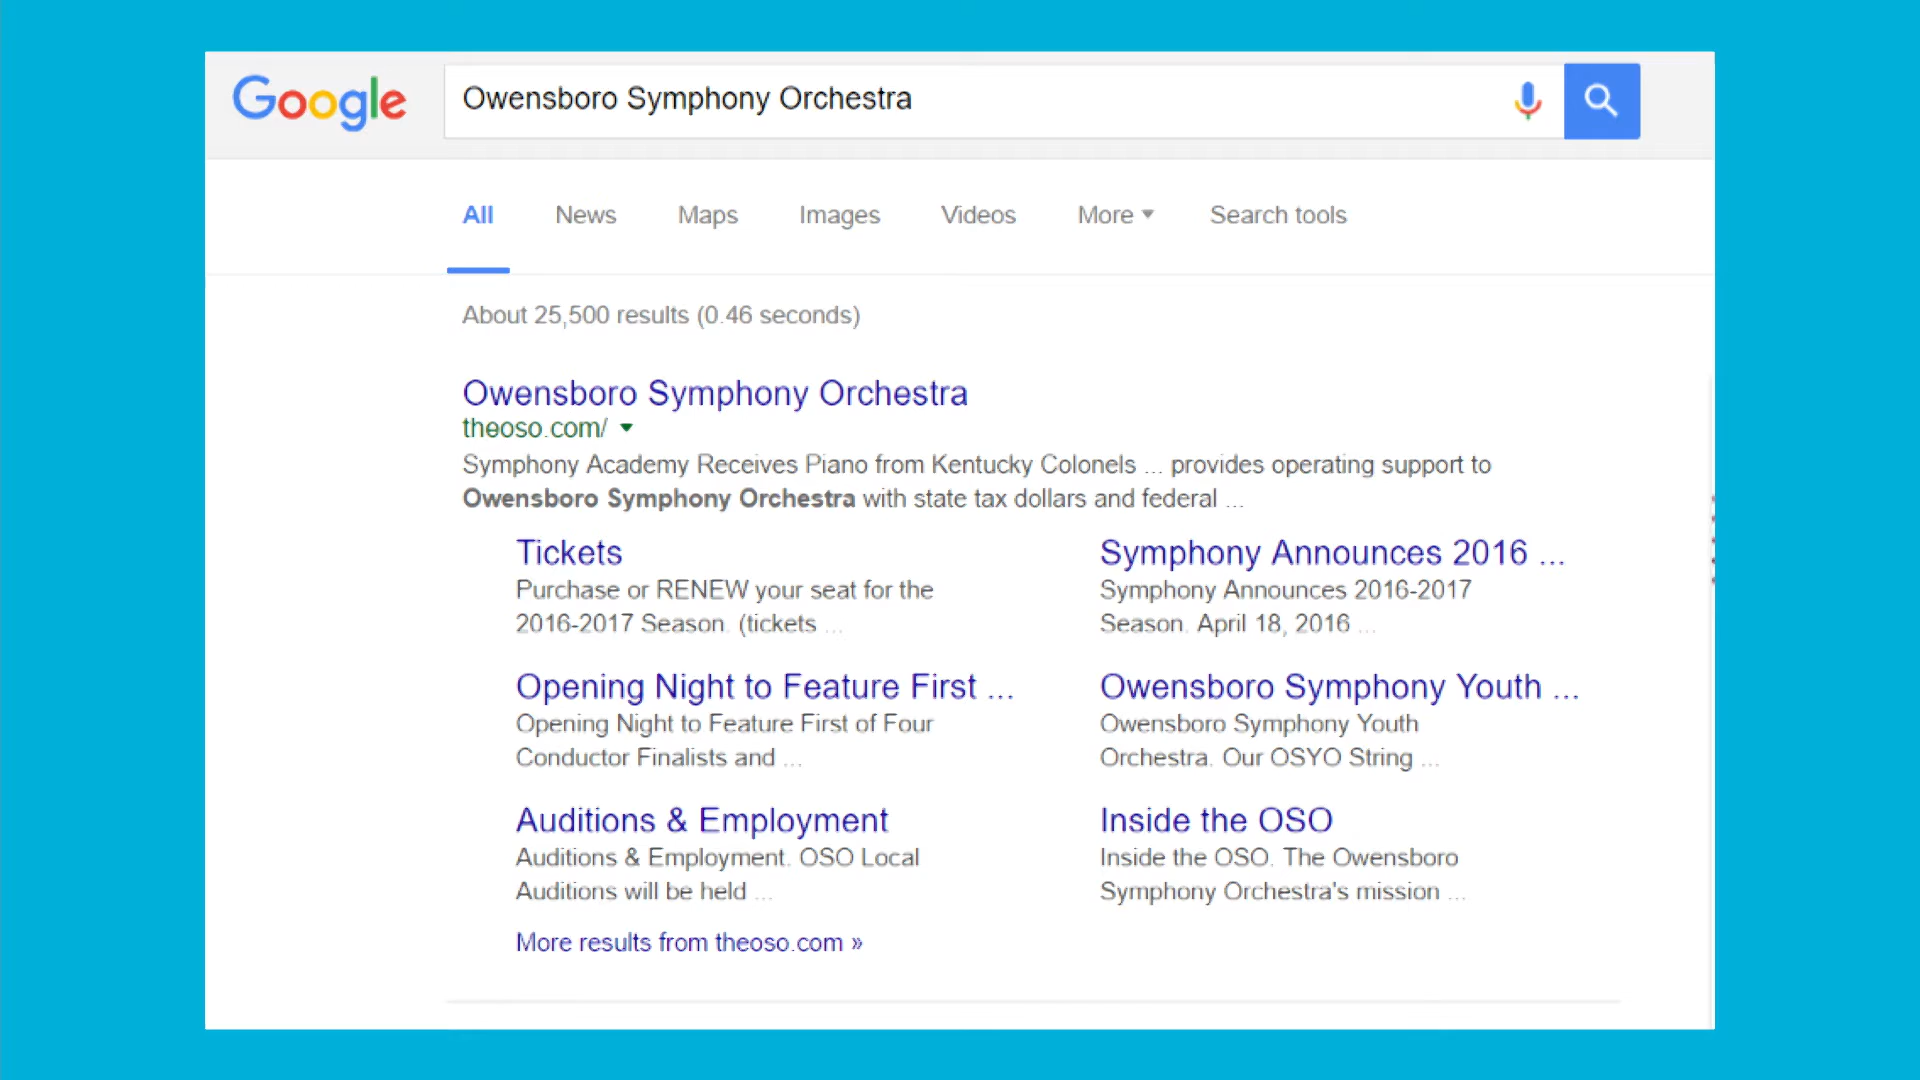 Google
Owensboro Symphony Orchestra
All News Maps Images Videos More Search tools
About 25,500 results (0.46 seconds)
Owensboro Symphony Orchestra
theoso.com/
Symphony Academy Receives Piano from Kentucky Colonels ... provides operating support to
Owensboro Symphony Orchestra with state tax dollars and federal ...
Tickets
Purchase or RENEW your seat for the
2016-2017 Season. (tickets ...
Symphony Announces 2016 ...
Symphony Announces 2016-2017
Season. April 18, 2016 ...
Opening Night to Feature First ...
Opening Night to Feature First of Four
Conductor Finalists and ...
Owensboro Symphony Youth ...
Owensboro Symphony Youth
Orchestra. Our OSYO String ...
Auditions & Employment
Auditions & Employment. OSO Local
Auditions will be held ...
Inside the OSO
Inside the OSO. The Owensboro
Symphony Orchestra's mission ...
More results from theoso.com »